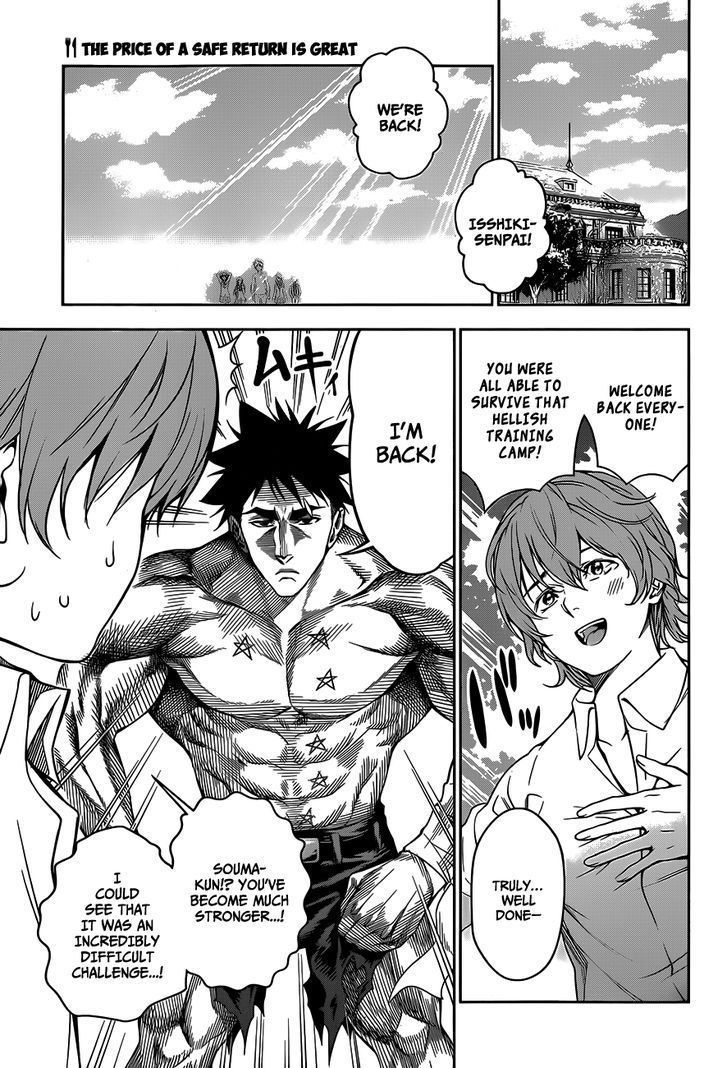 THE PRICE OF A SAFE RETURN IS GREAT
WE'RE
BACK!
ISSHIKI-
SENPAI!
WELCOME
BACK EVERY-
ONE!
YOU WERE
ALL ABLE TO
SURVIVE THAT
HELLISH
TRAINING
CAMP!
TRULY...
WELL
DONE–
ムキィ
I'M
BACK!
SOUMA-
KUN!? YOU'VE
BECOME MUCH
STRONGER...!
I
COULD
SEE THAT
IT WAS AN
INCREDIBLY
DIFFICULT
CHALLENGE...!